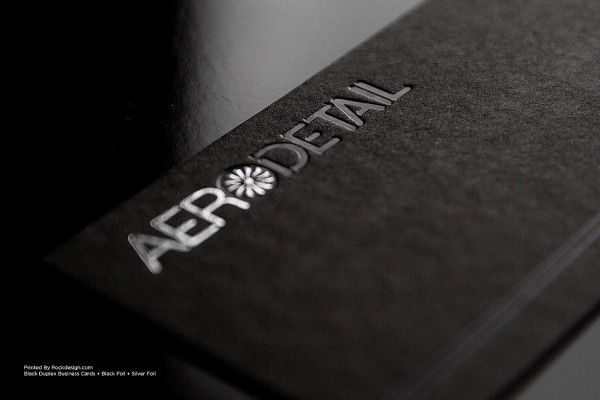 AERODETAIL
Printed By Rockdesign.com
Black Duplex Business Cards + Black Foil + Silver Foil